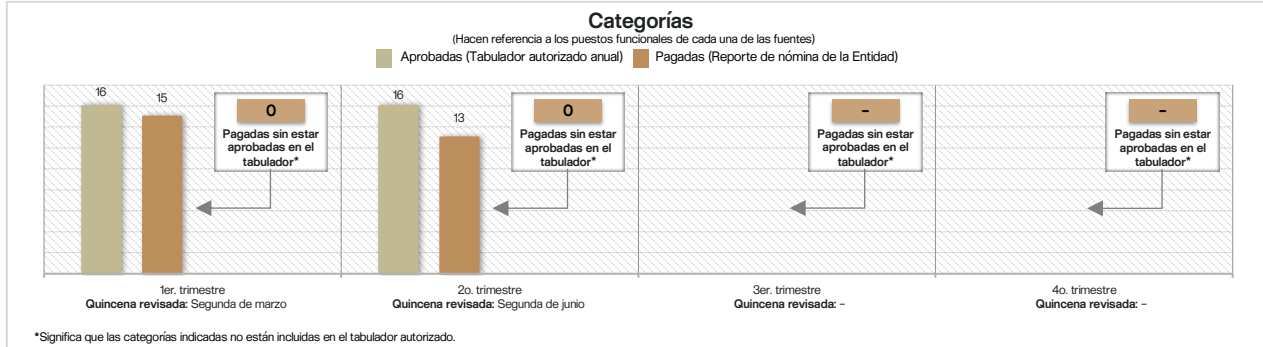 Categorías
(Hacen referencia a los puestos funcionales de cada una de las fuentes)
Aprobadas (Tabulador autorizado anual) Pagadas (Reporte de nómina de la Entidad)
16
15
0
Pagadas sin estar
aprobadas en el
tabulador*
16
13
0
Pagadas sin estar
aprobadas en el
tabulador*
–
Pagadas sin estar
aprobadas en el
tabulador*
–
Pagadas sin estar
aprobadas en el
tabulador*
1er. trimestre
Quincena revisada: Segunda de marzo
2o. trimestre
Quincena revisada: Segunda de junio
3er. trimestre
Quincena revisada: –
4o. trimestre
Quincena revisada: –
*Significa que las categorías indicadas no están incluidas en el tabulador autorizado.